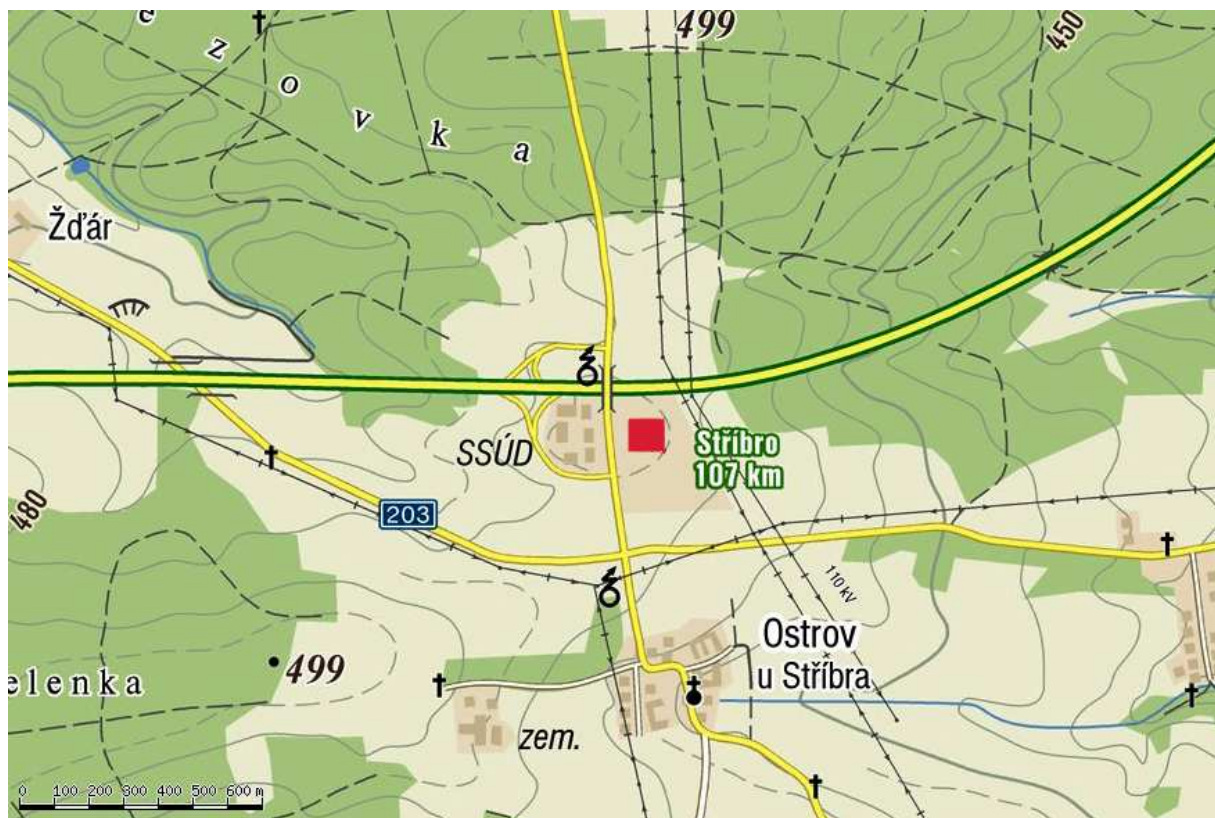 499
450
e z o v k a
Žďár
SSÚD
Stříbro
107 km
480
203
110 kV
Ostrov
u Stříbra
499
elenka
zem.
0 100 200 300 400 500 600 m